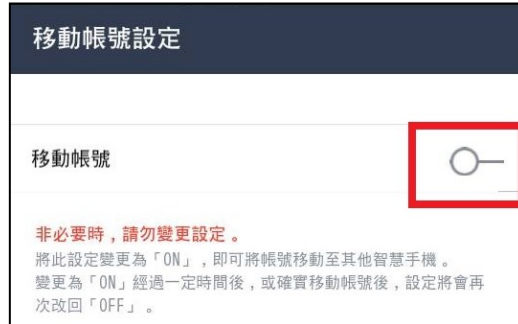 移動帳號設定
移動帳號
非必要時，請勿變更設定。
將此設定變更為「ON」，即可將帳號移動至其他智慧手機。
變更為「ON」經過一定時間後，或確實移動帳號後，設定將會再
次改回「OFF」。